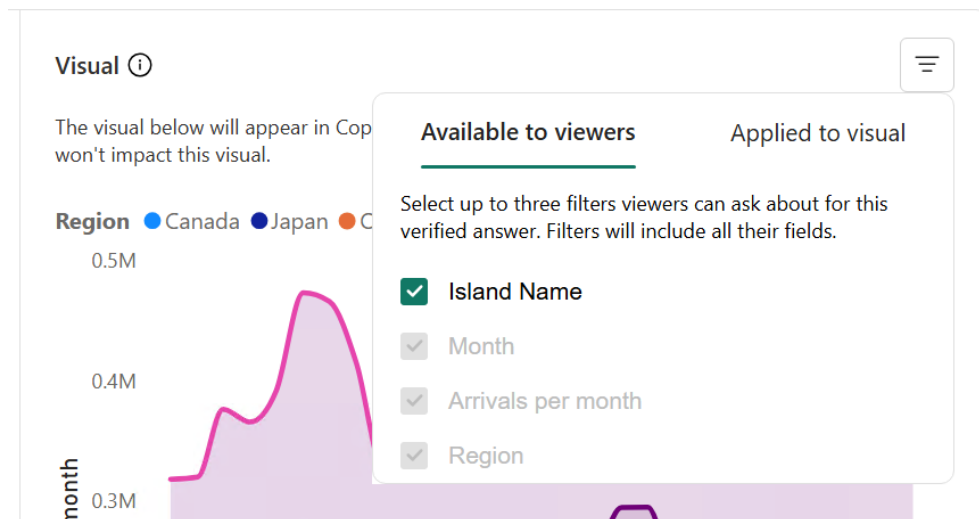 Visual
The visual below will appear in
won't impact this visual.
Available to viewers
Applied to visual
Select up to three filters viewers can ask about for this
verified answer. Filters will include all their fields.
Island Name
Month
Arrivals per month
Region
Region Canada Japan
0.5M
0.4M
0.3M
month